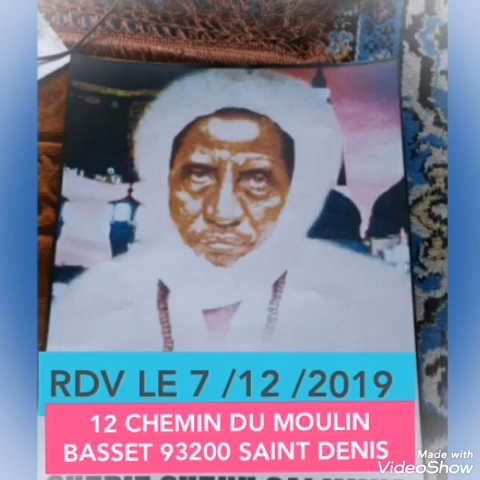 RDV LE 7 /12 /2019
12 CHEMIN DU MOULIN
BASSET 93200 SAINT DENIS
Made with
VideoShow